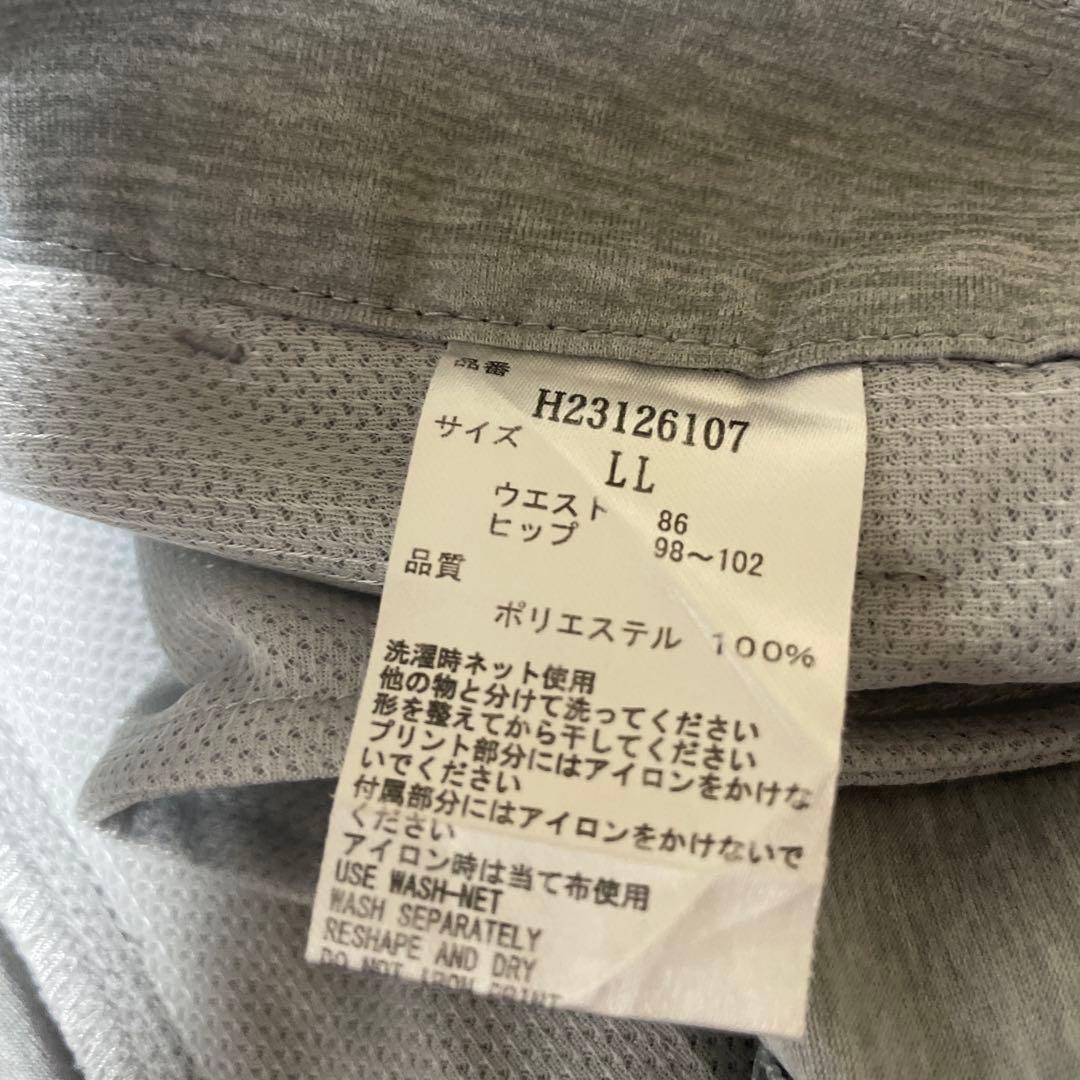 品番
H23126107
サイズ
LL
ウエスト 86
ヒップ 98～102
品質
ポリエステル 100%
洗濯時ネット使用
他の物と分けて洗ってください
形を整えてから干してください
プリント部分にはアイロンをかけな
いでください
付属部分にはアイロンをかけないで
ください
アイロン時は当て布使用
USE WASH-NET
WASH SEPARATELY
RESHAPE AND DRY
DO NOT IRON PRINT